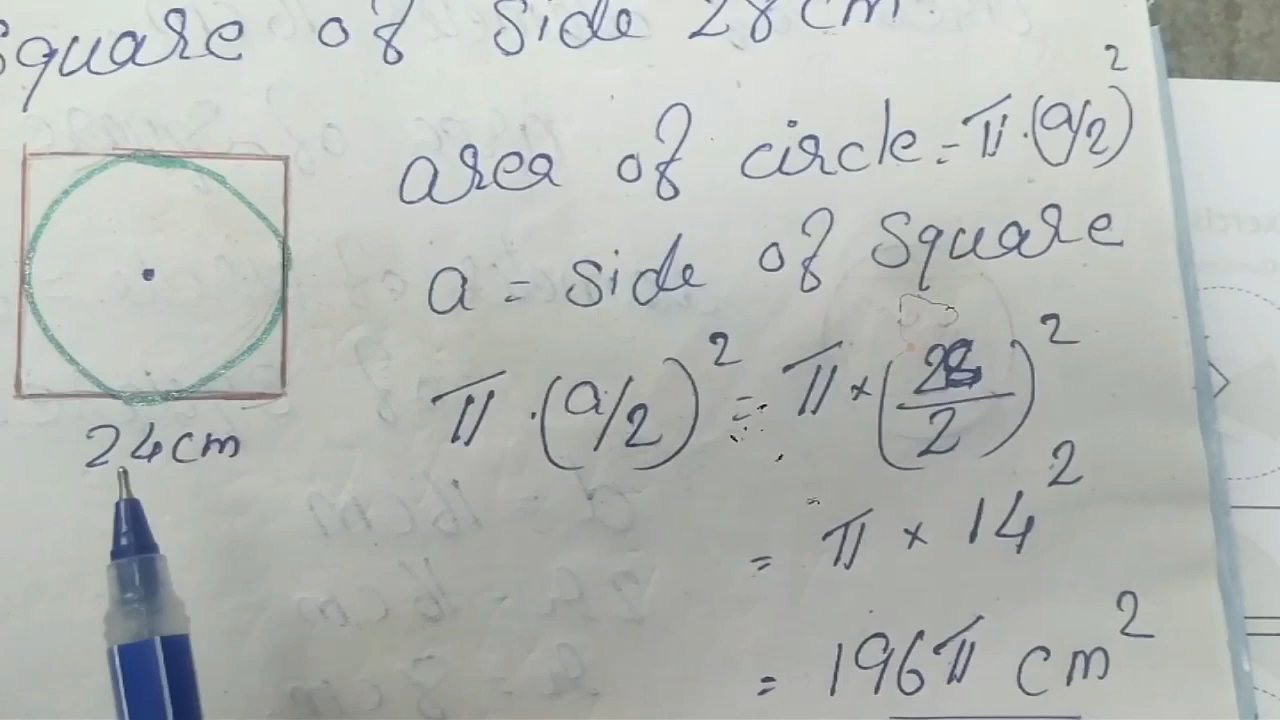 Square of side 28 cm
area of circle = π·(a/2)²
a = side of square
π·(a/2)² = π × (28/2)²
24cm
= π × 14²
= 196π cm²